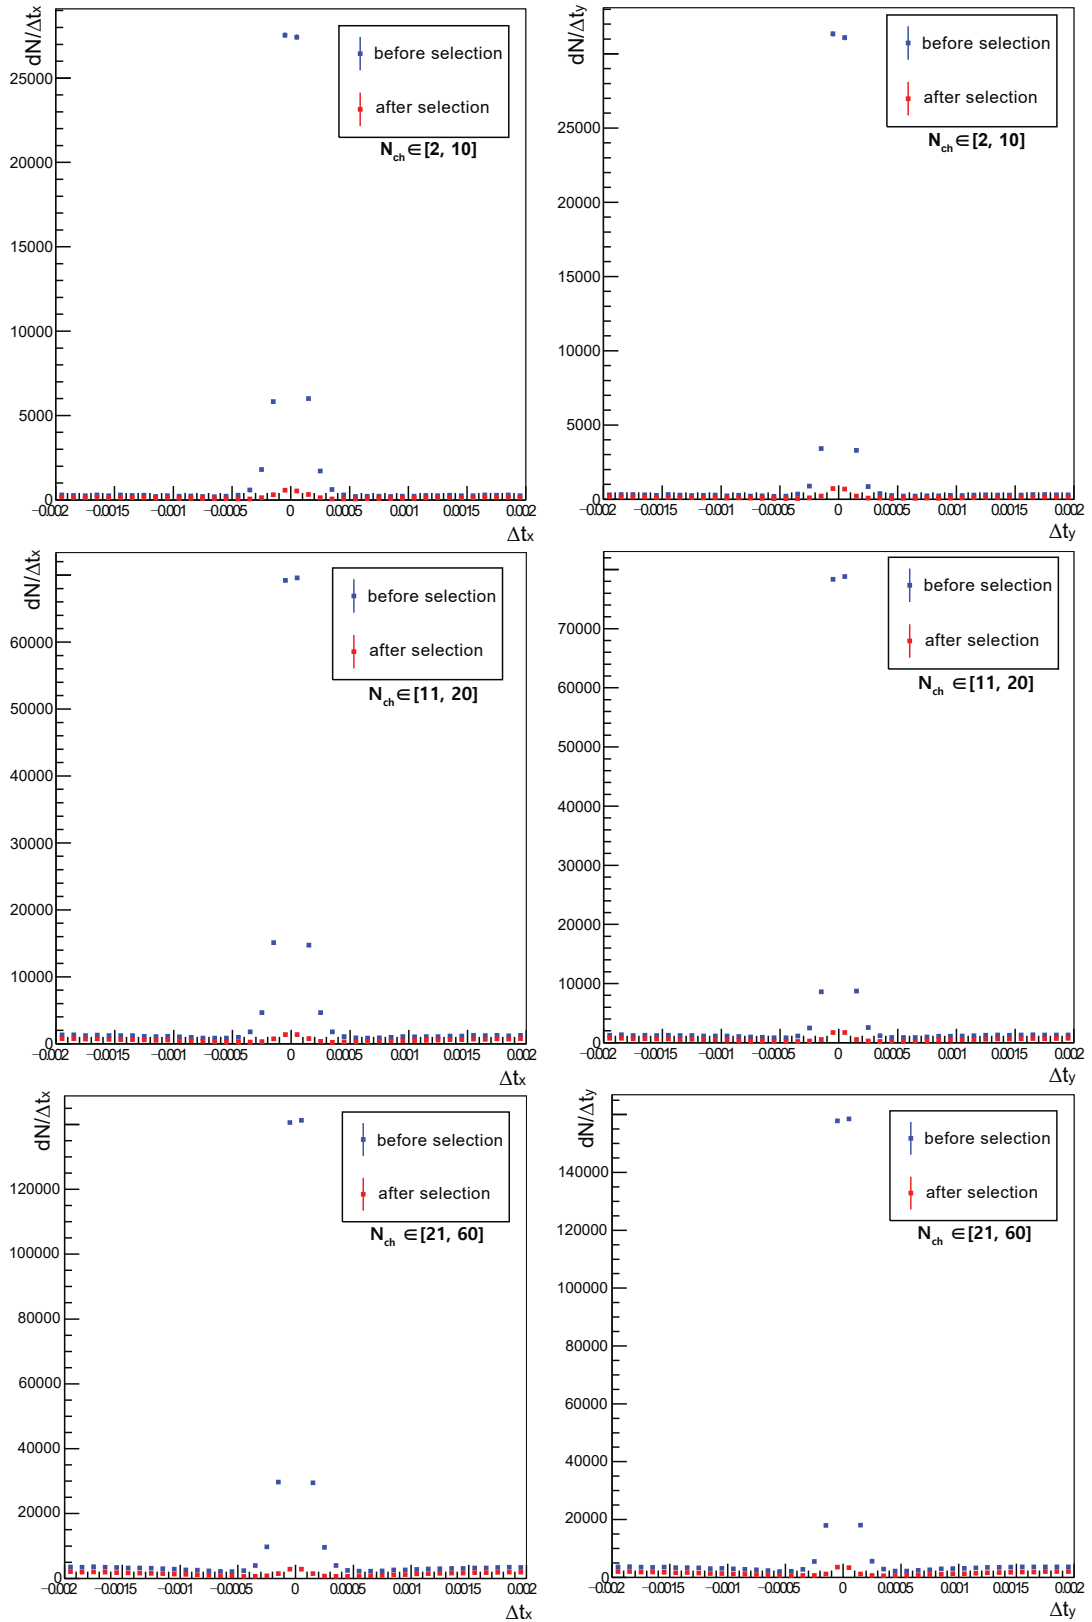 dN/Δtx
before selection
after selection
Nch∈[2, 10]
25000
20000
15000
10000
5000
0
−0.002 −0.0015 −0.001 −0.0005 0 0.0005 0.001 0.0015 0.002
Δtx
dN/Δty
before selection
after selection
Nch∈[2, 10]
25000
20000
15000
10000
5000
0
−0.002 −0.0015 −0.001 −0.0005 0 0.0005 0.001 0.0015 0.002
Δty
dN/Δtx
before selection
after selection
Nch∈[11, 20]
60000
50000
40000
30000
20000
10000
0
−0.002 −0.0015 −0.001 −0.0005 0 0.0005 0.001 0.0015 0.002
Δtx
dN/Δty
before selection
after selection
Nch∈[11, 20]
70000
60000
50000
40000
30000
20000
10000
0
−0.002 −0.0015 −0.001 −0.0005 0 0.0005 0.001 0.0015 0.002
Δty
dN/Δtx
before selection
after selection
Nch ∈[21, 60]
120000
100000
80000
60000
40000
20000
0
−0.002 −0.0015 −0.001 −0.0005 0 0.0005 0.001 0.0015 0.002
Δtx
dN/Δty
before selection
after selection
Nch ∈[21, 60]
140000
120000
100000
80000
60000
40000
20000
0
−0.002 −0.0015 −0.001 −0.0005 0 0.0005 0.001 0.0015 0.002
Δty